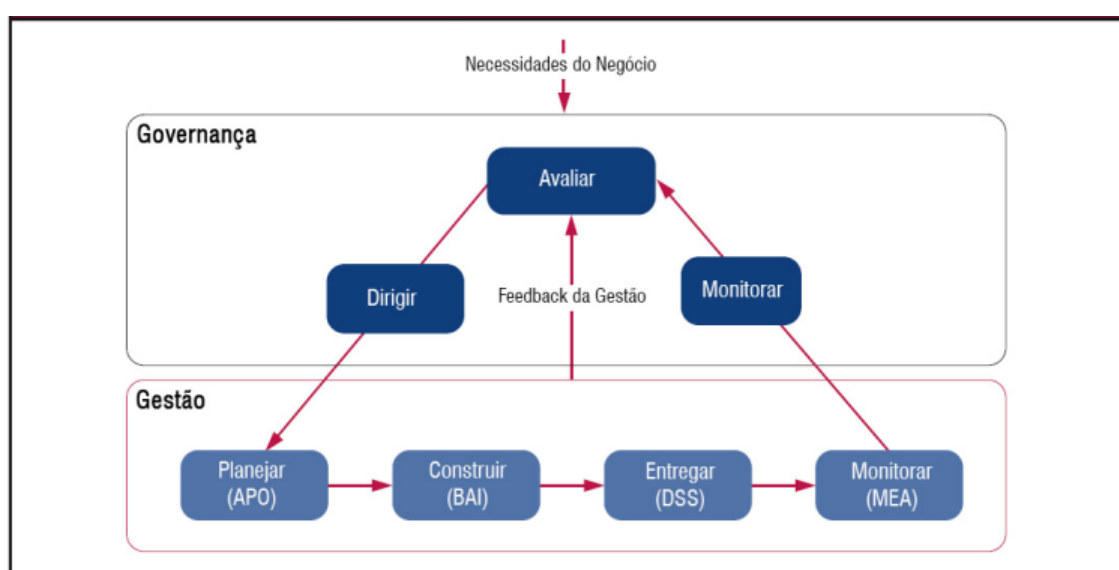 Necessidades do Negócio
Governança
Avaliar
Dirigir
Feedback da Gestão
Monitorar
Gestão
Planejar
(APO)
Construir
(BAI)
Entregar
(DSS)
Monitorar
(MEA)